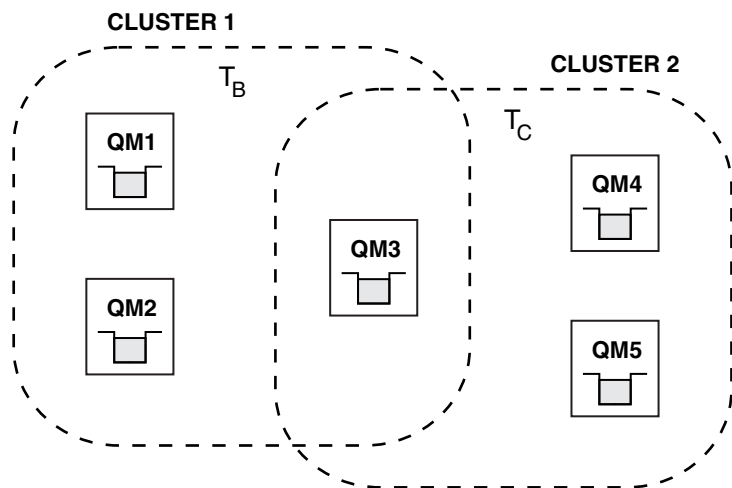 CLUSTER 1
CLUSTER 2
T_B
T_C
QM1
QM4
QM3
QM2
QM5